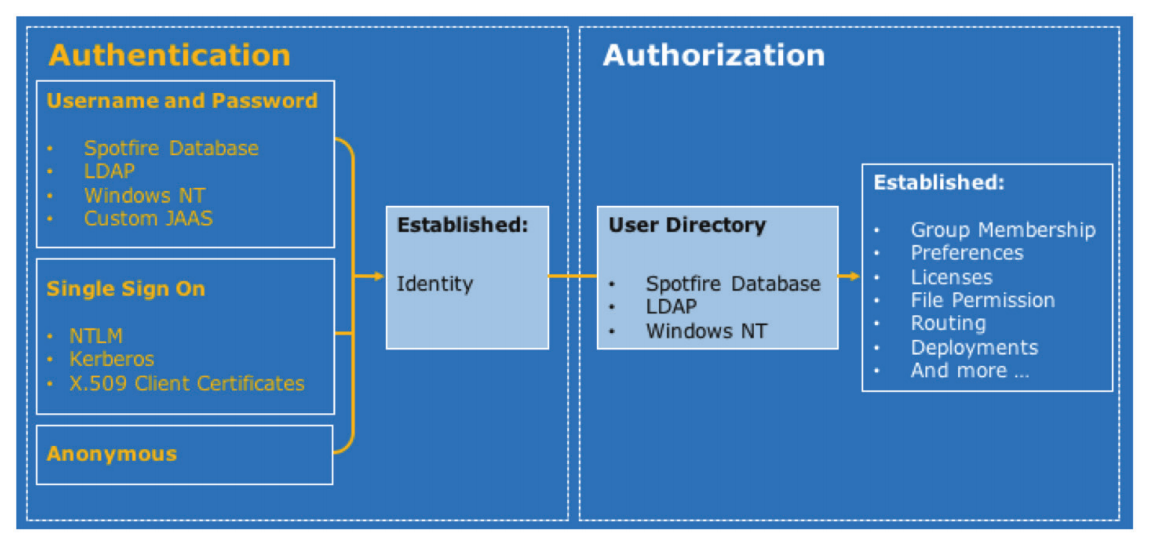 Authentication
Username and Password
• Spotfire Database
• LDAP
• Windows NT
• Custom JAAS
Single Sign On
• NTLM
• Kerberos
• X.509 Client Certificates
Anonymous
Established:
Identity
Authorization
User Directory
• Spotfire Database
• LDAP
• Windows NT
Established:
• Group Membership
• Preferences
• Licenses
• File Permission
• Routing
• Deployments
• And more ...